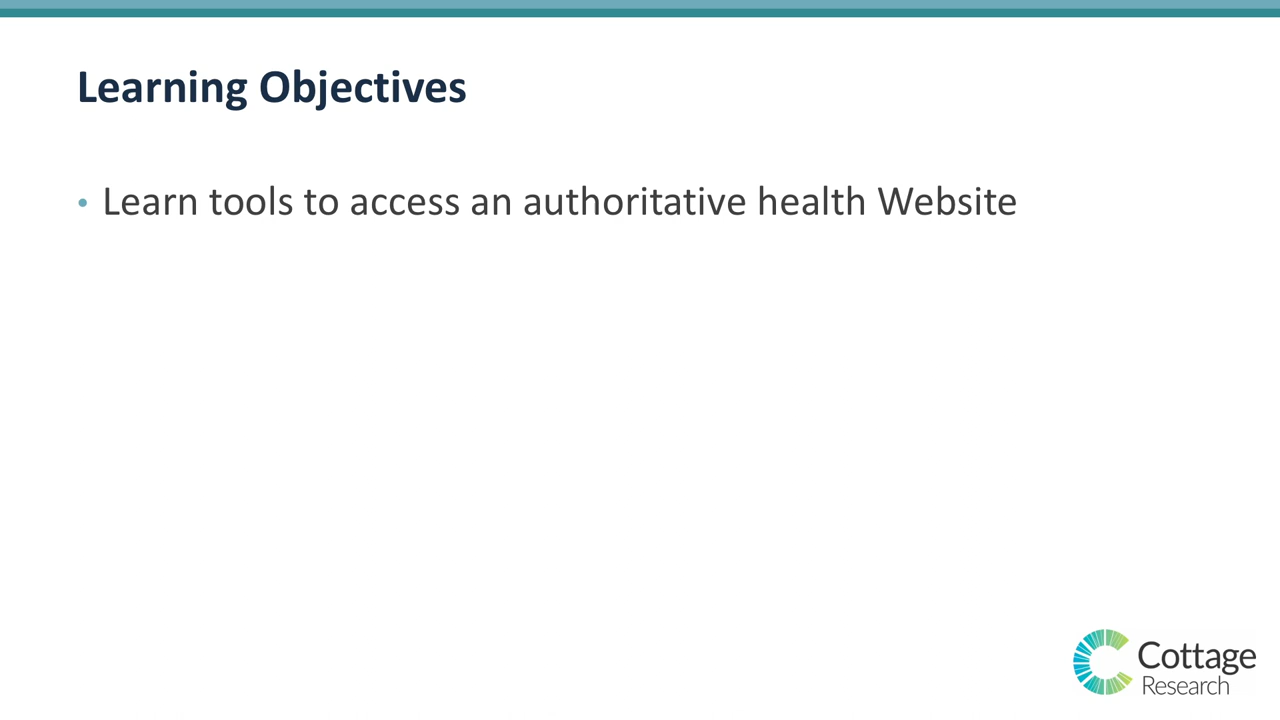 Learning Objectives
• Learn tools to access an authoritative health Website
Cottage
Research